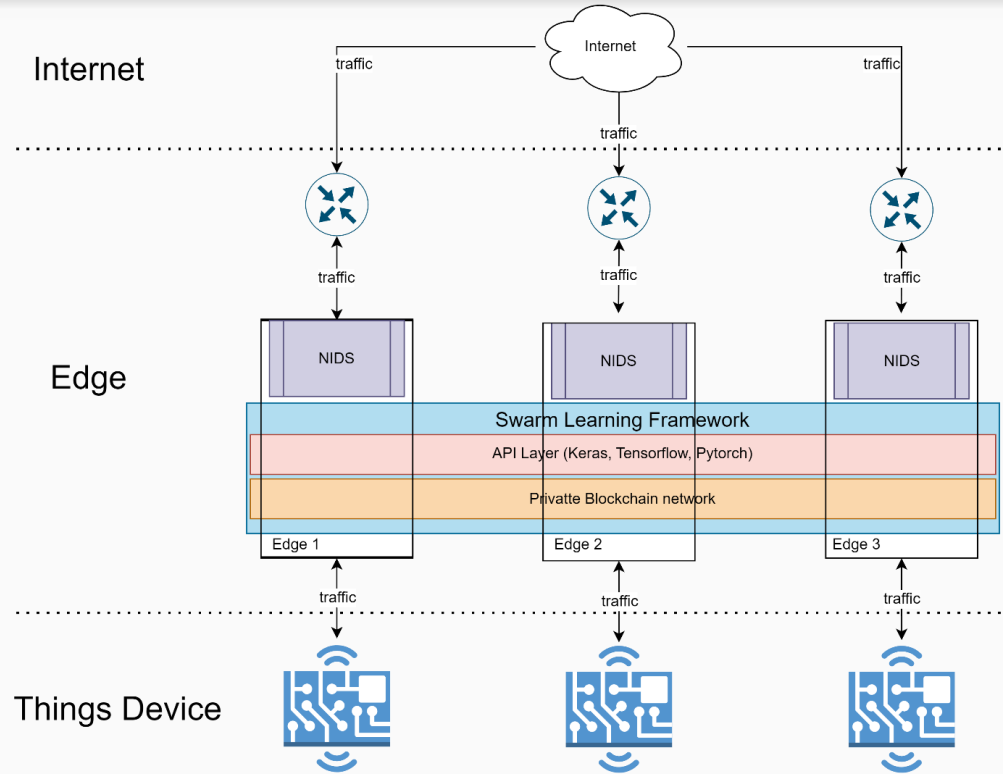 Internet
Internet
traffic
traffic
traffic
Edge
traffic
traffic
traffic
NIDS
NIDS
NIDS
Swarm Learning Framework
API Layer (Keras, Tensorflow, Pytorch)
Privatte Blockchain network
Edge 1
Edge 2
Edge 3
traffic
traffic
traffic
Things Device